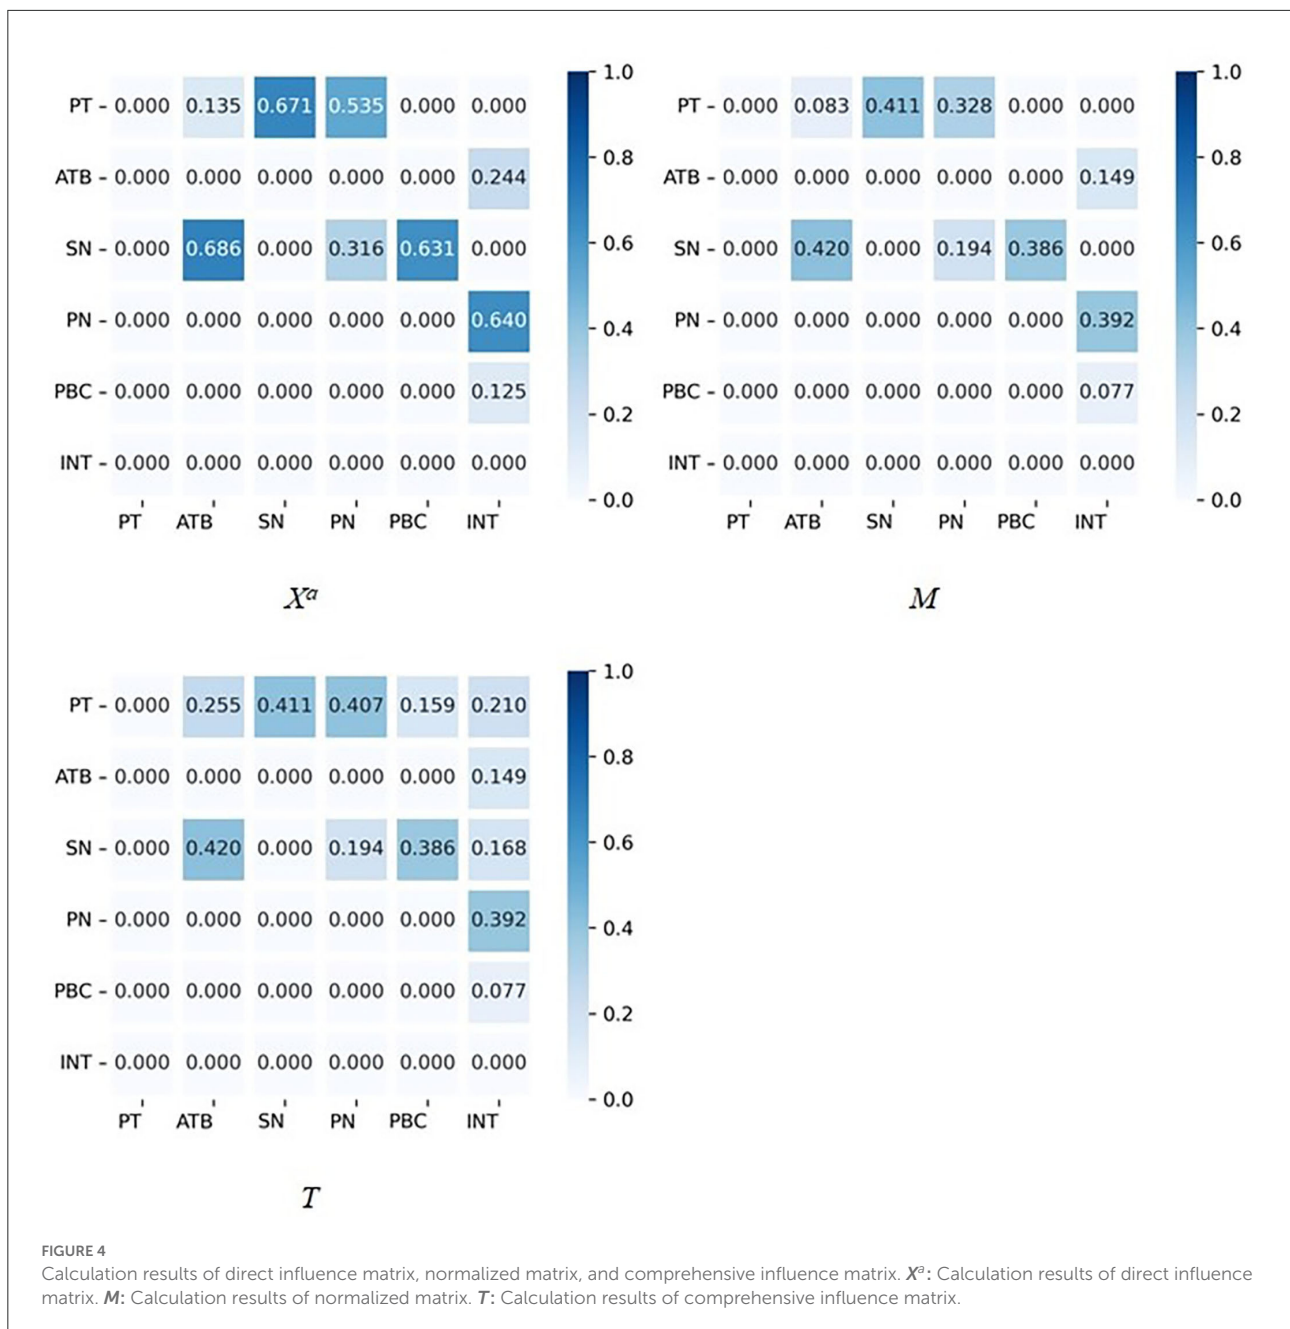 1.0
PT 0.000 0.135 0.671 0.535 0.000 0.000
0.8
ATB 0.000 0.000 0.000 0.000 0.000 0.244
0.6
SN 0.000 0.686 0.000 0.316 0.631 0.000
0.4
PN 0.000 0.000 0.000 0.000 0.000 0.640
PBC 0.000 0.000 0.000 0.000 0.000 0.125
0.2
INT 0.000 0.000 0.000 0.000 0.000 0.000
0.0
PT ATB SN PN PBC INT
Xᵃ
1.0
PT 0.000 0.083 0.411 0.328 0.000 0.000
0.8
ATB 0.000 0.000 0.000 0.000 0.000 0.149
0.6
SN 0.000 0.420 0.000 0.194 0.386 0.000
0.4
PN 0.000 0.000 0.000 0.000 0.000 0.392
PBC 0.000 0.000 0.000 0.000 0.000 0.077
0.2
INT 0.000 0.000 0.000 0.000 0.000 0.000
0.0
PT ATB SN PN PBC INT
M
1.0
PT 0.000 0.255 0.411 0.407 0.159 0.210
0.8
ATB 0.000 0.000 0.000 0.000 0.000 0.149
0.6
SN 0.000 0.420 0.000 0.194 0.386 0.168
0.4
PN 0.000 0.000 0.000 0.000 0.000 0.392
PBC 0.000 0.000 0.000 0.000 0.000 0.077
0.2
INT 0.000 0.000 0.000 0.000 0.000 0.000
0.0
PT ATB SN PN PBC INT
T
FIGURE 4
Calculation results of direct influence matrix, normalized matrix, and comprehensive influence matrix. Xᵃ: Calculation results of direct influence
matrix. M: Calculation results of normalized matrix. T: Calculation results of comprehensive influence matrix.